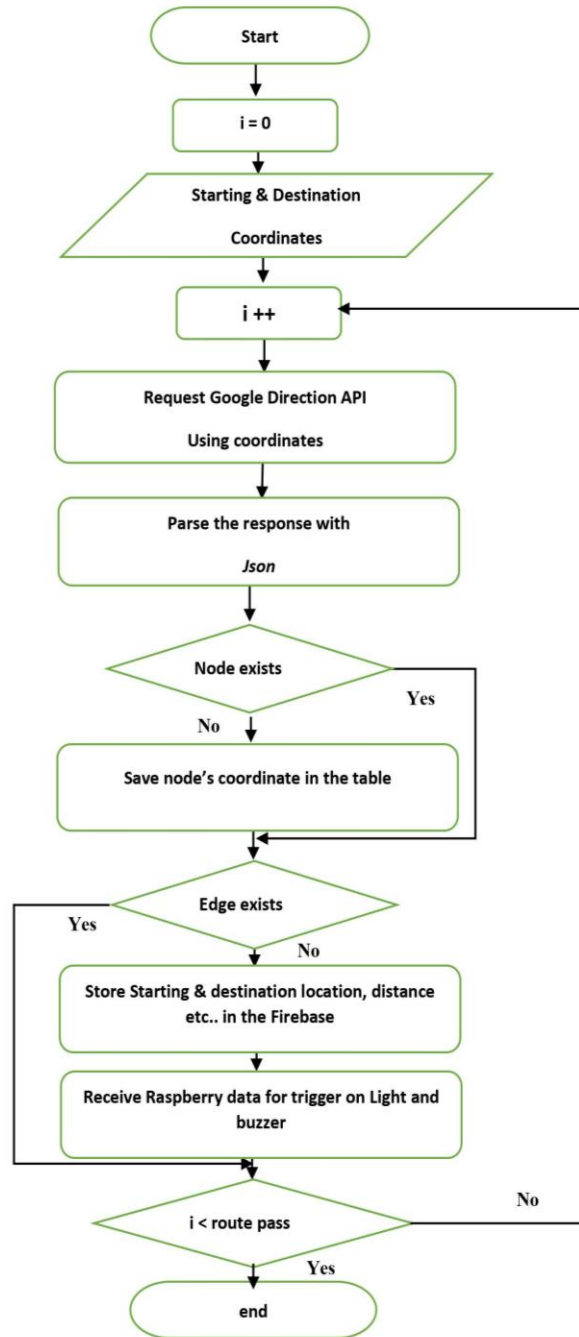 Start
i = 0
Starting & Destination
Coordinates
i ++
Request Google Direction API
Using coordinates
Parse the response with
Json
Node exists
Yes
No
Save node's coordinate in the table
Edge exists
Yes
No
Store Starting & destination location, distance
etc.. in the Firebase
Receive Raspberry data for trigger on Light and
buzzer
No
i < route pass
Yes
end